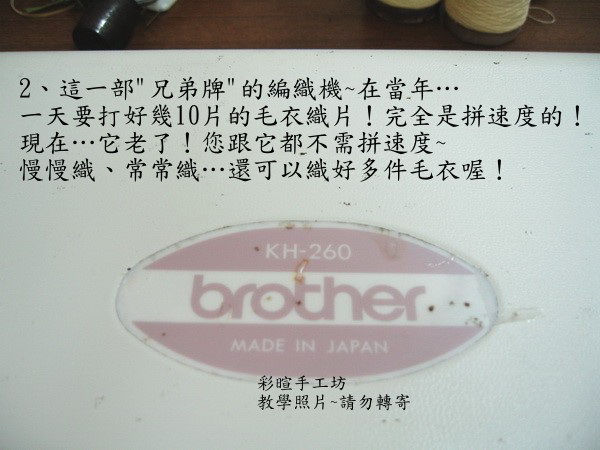 2、這一部"兄弟牌"的編織機~在當年…
一天要打好幾10片的毛衣織片！完全是拼速度的！
現在…它老了！您跟它都不需拼速度~
慢慢織、常常織…還可以織好多件毛衣喔！
KH-260
brother
MADE IN JAPAN
彩暄手工坊
教學照片~請勿轉寄